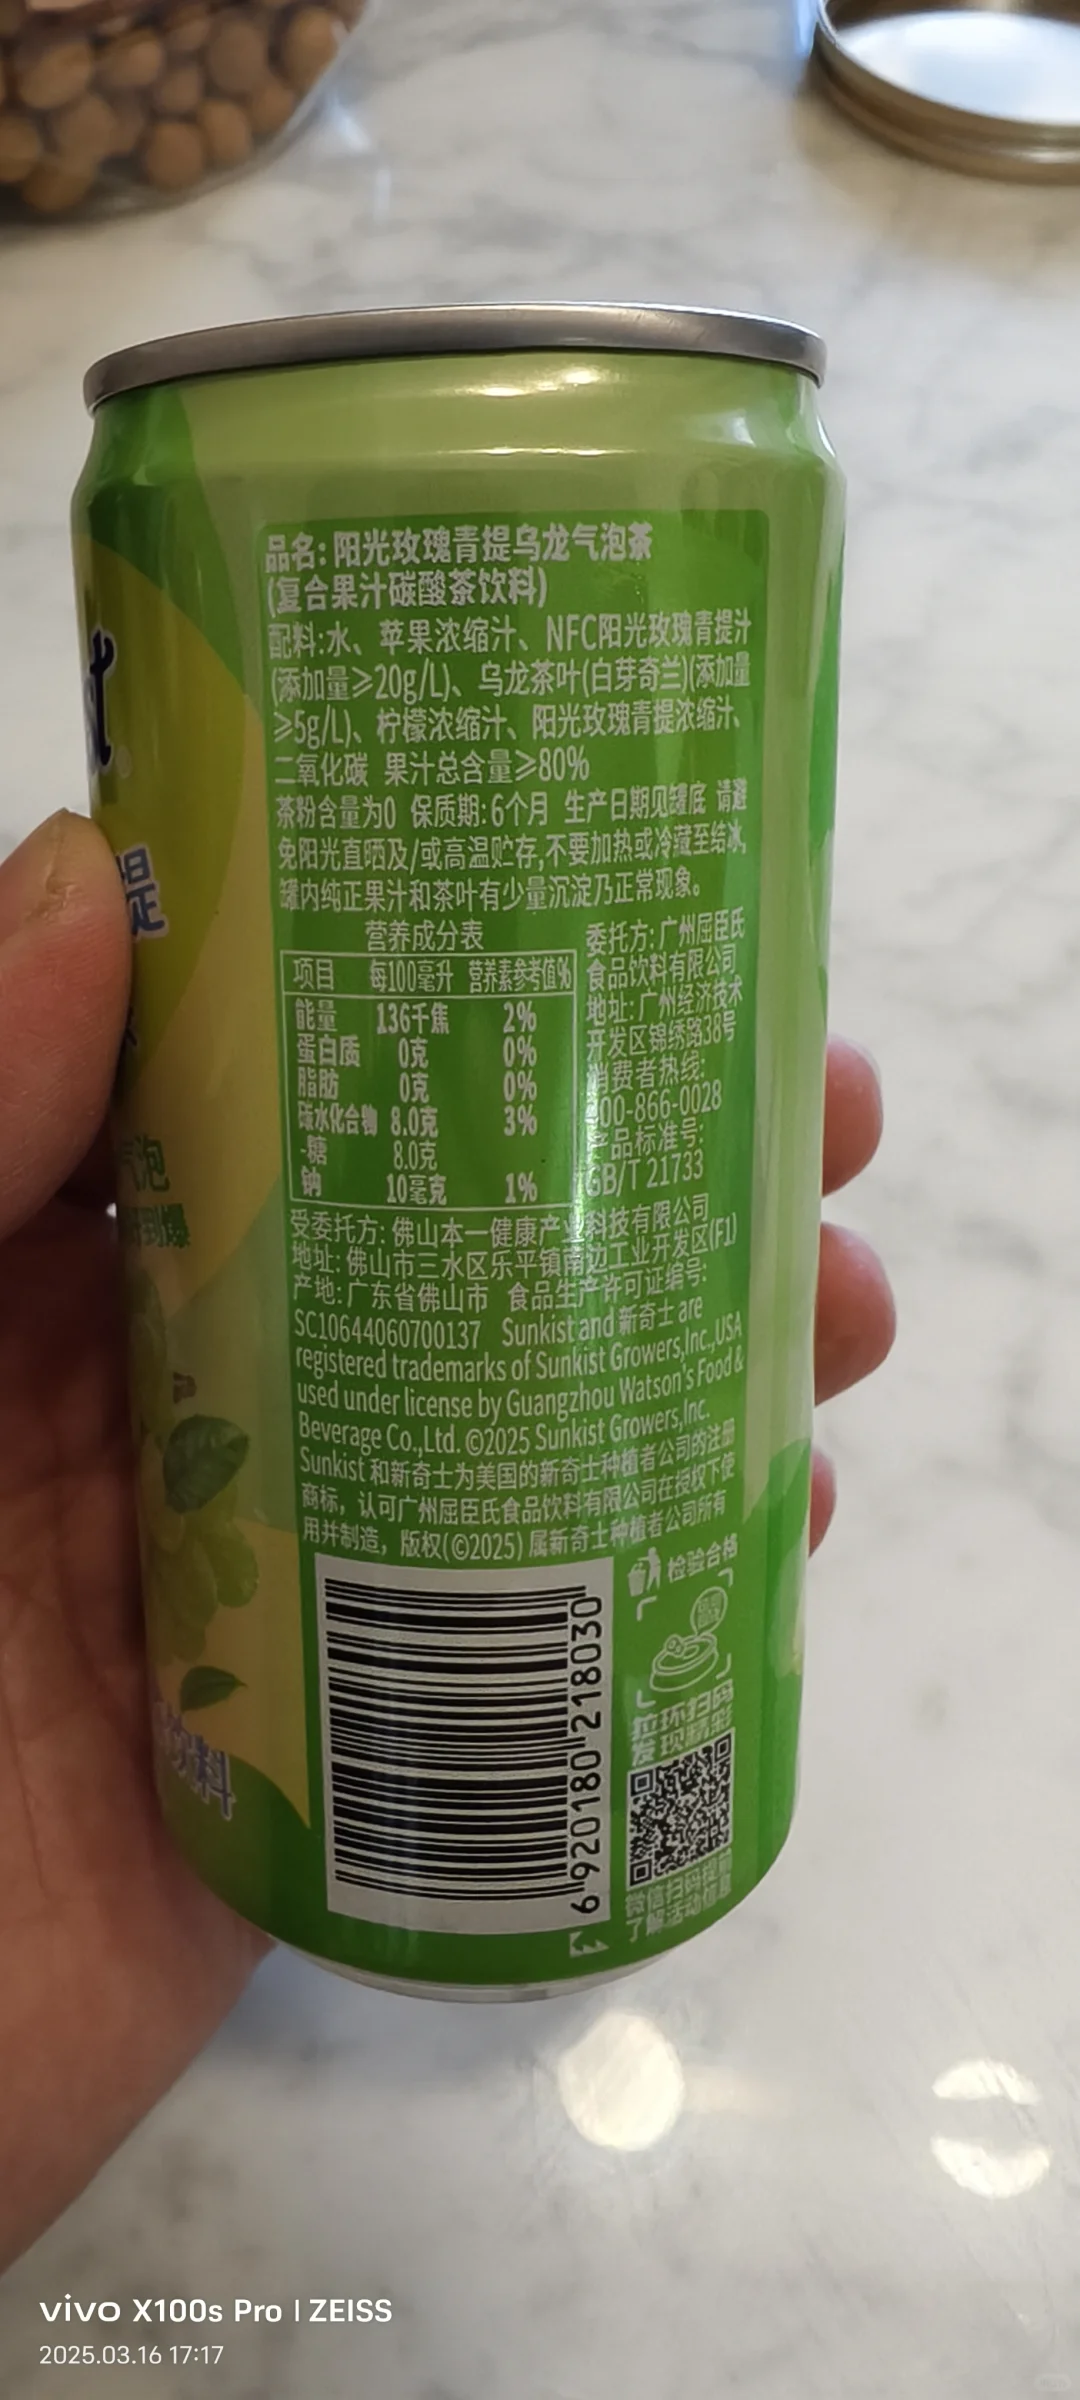 st
提
气泡
到爆
饮料
品名:阳光玫瑰青提乌龙气泡茶
(复合果汁碳酸茶饮料)
配料:水、苹果浓缩汁、NFC阳光玫瑰青提汁
(添加量≥20g/L)、乌龙茶叶(白芽奇兰)(添加量
≥5g/L)、柠檬浓缩汁、阳光玫瑰青提浓缩汁、
二氧化碳 果汁总含量≥80%
茶粉含量为0 保质期:6个月 生产日期见罐底 请避
免阳光直晒及/或高温贮存,不要加热或冷藏至结冰,
罐内纯正果汁和茶叶有少量沉淀乃正常现象。
营养成分表
项目 每100毫升 营养素参考值%
能量 136千焦 2%
蛋白质 0克 0%
脂肪 0克 0%
碳水化合物 8.0克 3%
-糖 8.0克
钠 10毫克 1%
委托方:广州屈臣氏
食品饮料有限公司
地址:广州经济技术
开发区锦绣路38号
消费者热线:
400-866-0028
产品标准号:
GB/T 21733
受委托方:佛山本一健康产业科技有限公司
地址:佛山市三水区乐平镇南边工业开发区(F1)
产地:广东省佛山市 食品生产许可证编号:
SC10644060700137 Sunkist and 新奇士 are
registered trademarks of Sunkist Growers,Inc.,USA
used under license by Guangzhou Watson's Food &
Beverage Co.,Ltd. ©2025 Sunkist Growers,Inc.
Sunkist 和新奇士为美国的新奇士种植者公司的注册
商标，认可广州屈臣氏食品饮料有限公司在授权下使
用并制造，版权(©2025) 属新奇士种植者公司所有
检验合格
拉环扫码
发现精彩
微信扫码提前
了解活动信息
6 920180 218030
vivo X100s Pro | ZEISS
2025.03.16 17:17